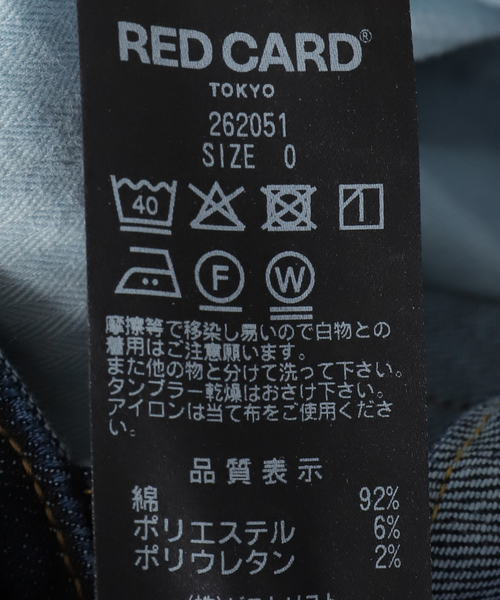 RED CARD®
TOKYO
262051
SIZE 0
40
F W
摩擦等で移染し易いので白物との
着用はご注意願います。
また他の物と分けて洗って下さい。
タンブラー乾燥はおさけ下さい。
アイロンは当て布をご使用くださ
い。
品質表示
綿 92%
ポリエステル 6%
ポリウレタン 2%